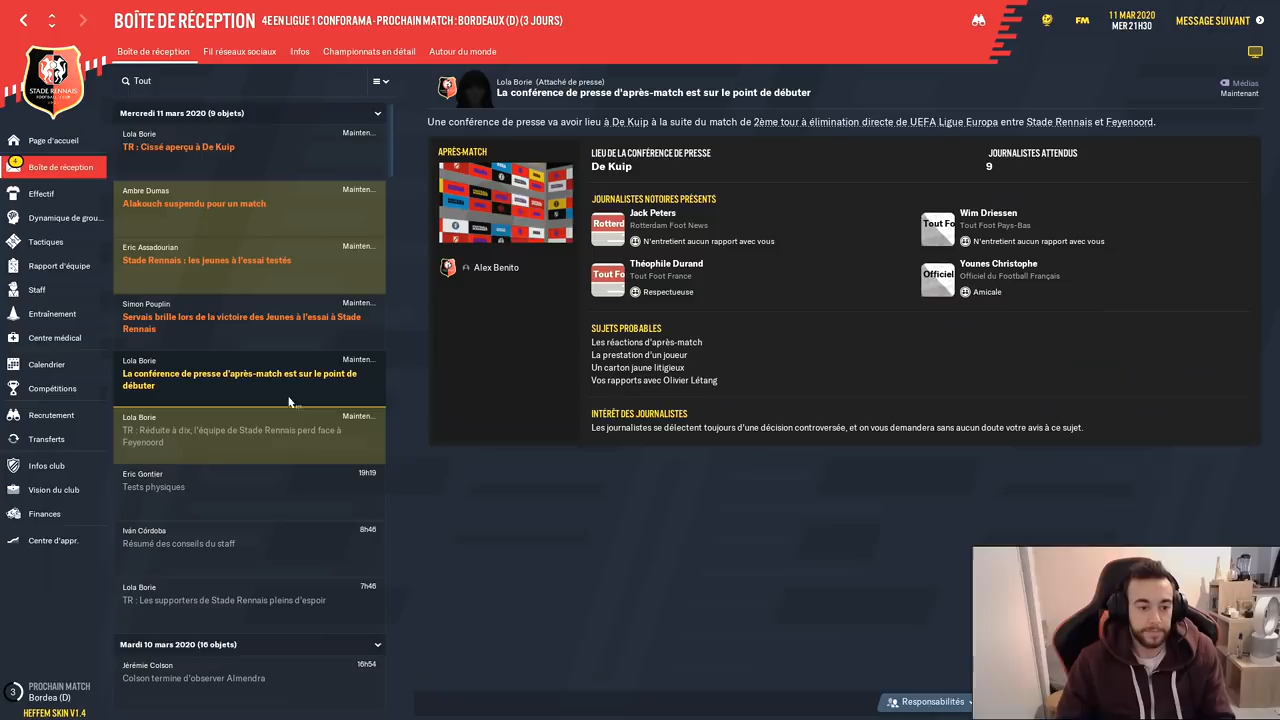 BOÎTE DE RÉCEPTION
4E EN LIGUE 1 CONFORAMA - PROCHAIN MATCH : BORDEAUX (D) (3 JOURS)
FM
11 MAR 2020
MER 21H30
MESSAGE SUIVANT
Boîte de réception
Fil réseaux sociaux
Infos
Championnats en détail
Autour du monde
STADE RENNAIS
FOOTBALL CLUB
Page d'accueil
4
Boîte de réception
Effectif
Dynamique de grou...
Tactiques
Rapport d'équipe
Staff
Entraînement
Centre médical
Calendrier
Compétitions
Recrutement
Transferts
Infos club
Vision du club
Finances
Centre d'appr.
3
PROCHAIN MATCH
Bordea (D)
HEFFEM SKIN V1.4
Tout
Mercredi 11 mars 2020 (9 objets)
Lola Borie
Mainten...
TR : Cissé aperçu à De Kuip
Ambre Dumas
Mainten...
Alakouch suspendu pour un match
Eric Assadourian
Mainten...
Stade Rennais : les jeunes à l'essai testés
Simon Pouplin
Mainten...
Servais brille lors de la victoire des Jeunes à l'essai à Stade
Rennais
Lola Borie
Mainten...
La conférence de presse d'après-match est sur le point de
débuter
Lola Borie
Mainten...
TR : Réduite à dix, l'équipe de Stade Rennais perd face à
Feyenoord
Eric Gontier
19h19
Tests physiques
Iván Córdoba
8h46
Résumé des conseils du staff
Lola Borie
7h46
TR : Les supporters de Stade Rennais pleins d'espoir
Mardi 10 mars 2020 (16 objets)
Jérémie Colson
16h54
Colson termine d'observer Almendra
Lola Borie (Attaché de presse)
La conférence de presse d'après-match est sur le point de débuter
Médias
Maintenant
Une conférence de presse va avoir lieu à De Kuip à la suite du match de 2ème tour à élimination directe de UEFA Ligue Europa entre Stade Rennais et Feyenoord.
APRÈS-MATCH
Alex Benito
LIEU DE LA CONFÉRENCE DE PRESSE
De Kuip
JOURNALISTES ATTENDUS
9
JOURNALISTES NOTOIRES PRÉSENTS
Rotterd
Jack Peters
Rotterdam Foot News
N'entretient aucun rapport avec vous
Tout Fo
Wim Driessen
Tout Foot Pays-Bas
N'entretient aucun rapport avec vous
Tout Fo
Théophile Durand
Tout Foot France
Respectueuse
Officiel
Younes Christophe
Officiel du Football Français
Amicale
SUJETS PROBABLES
Les réactions d'après-match
La prestation d'un joueur
Un carton jaune litigieux
Vos rapports avec Olivier Létang
INTÉRÊT DES JOURNALISTES
Les journalistes se délectent toujours d'une décision controversée, et on vous demandera sans aucun doute votre avis à ce sujet.
Responsabilités